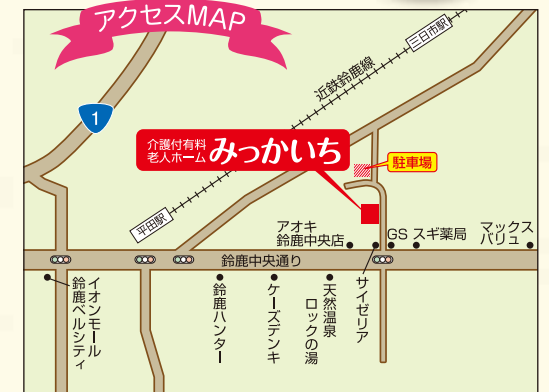 アクセスMAP
三日市駅
近鉄鈴鹿線
1
介護付有料
老人ホーム
みっかいち
駐車場
平田駅
アオキ
鈴鹿中央店
GS
スギ薬局
マックス
バリュ
鈴鹿中央通り
イオンモール
鈴鹿ベルシティ
鈴鹿ハンター
ケーズデンキ
天然温泉
ロックの湯
サイゼリア